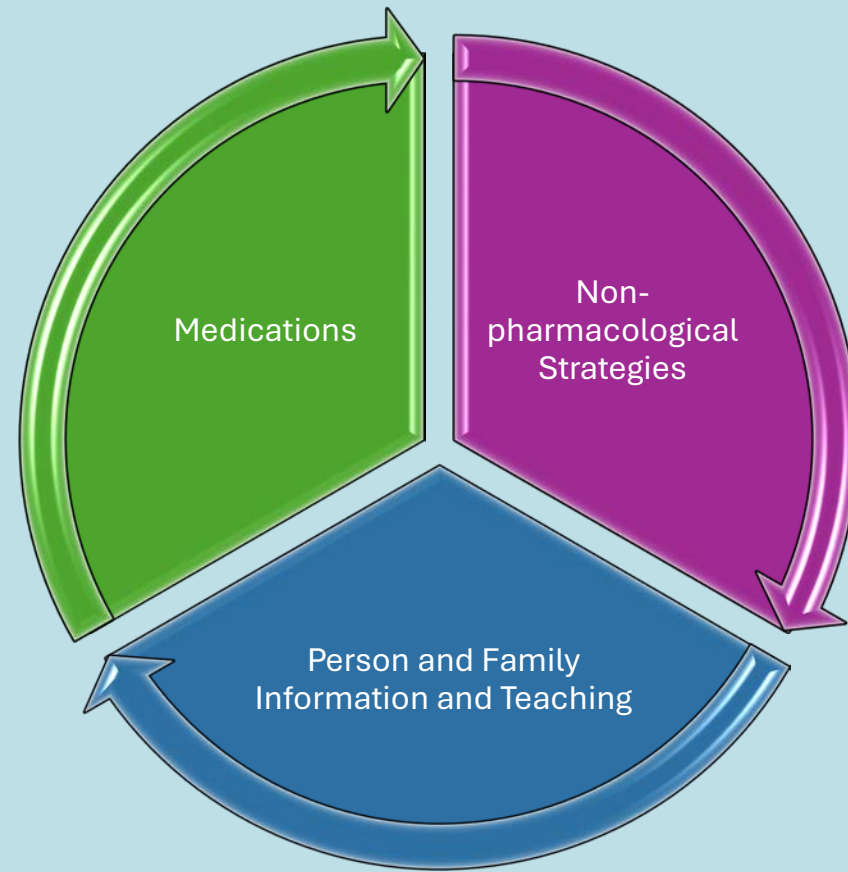 Medications
Non-
pharmacological
Strategies
Person and Family
Information and Teaching